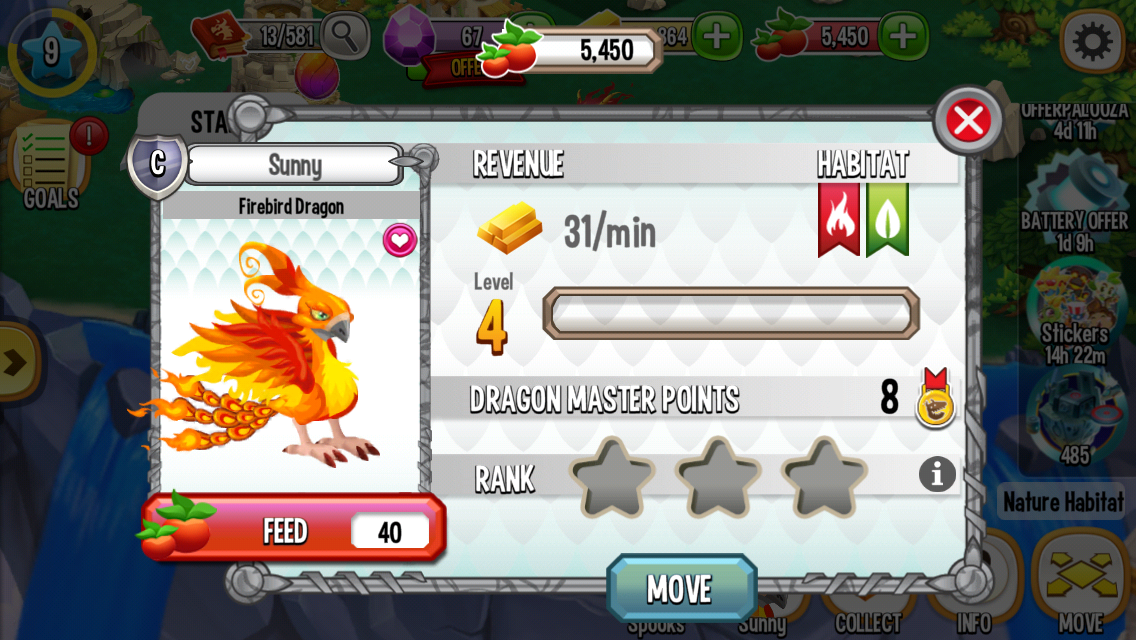 9
13/581
67
864
5,450
5,450
OFFE
STA
GOALS
!
C
Sunny
Firebird Dragon
REVENUE
HABITAT
31/min
Level
4
DRAGON MASTER POINTS
8
RANK
i
FEED
40
MOVE
OFFERPALOOZA
4d 11h
BATTERY OFFER
1d 9h
Stickers
14h 22m
485
Nature Habitat
Spooks
Sunny
COLLECT
INFO
MOVE